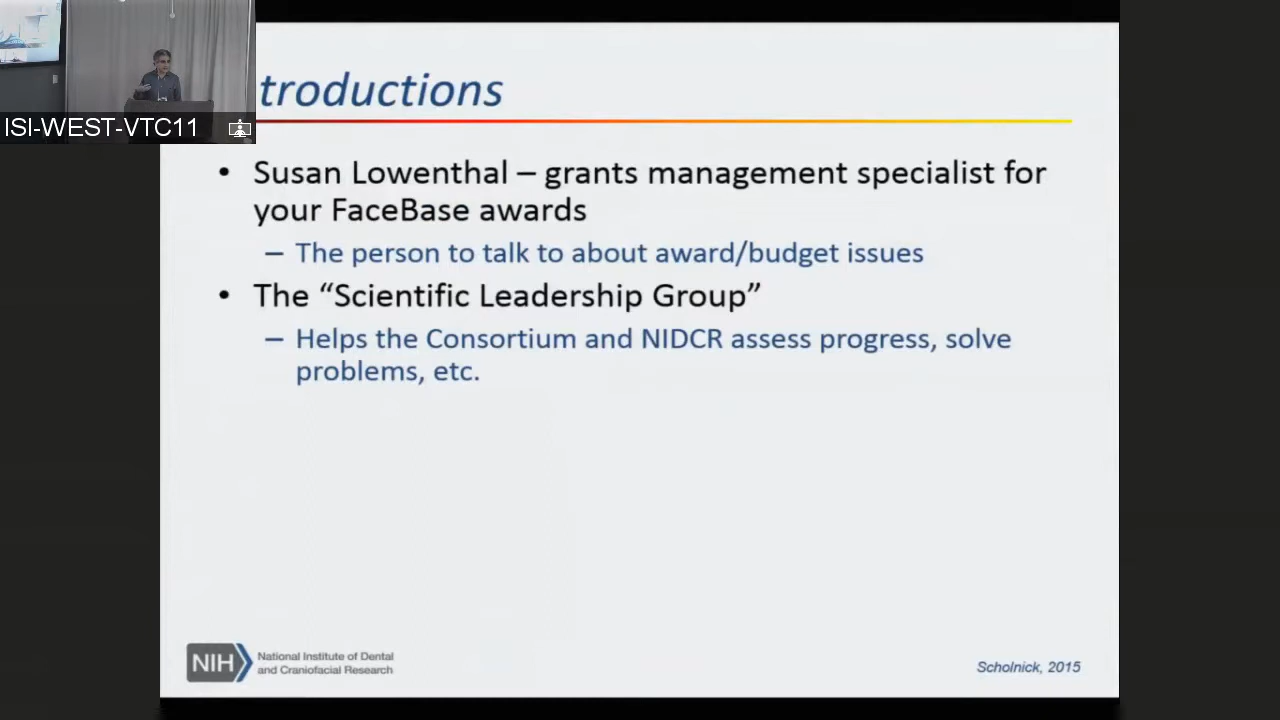 troductions
ISI-WEST-VTC11
• Susan Lowenthal – grants management specialist for
your FaceBase awards
– The person to talk to about award/budget issues
• The “Scientific Leadership Group”
– Helps the Consortium and NIDCR assess progress, solve
problems, etc.
NIH
National Institute of Dental
and Craniofacial Research
Scholnick, 2015